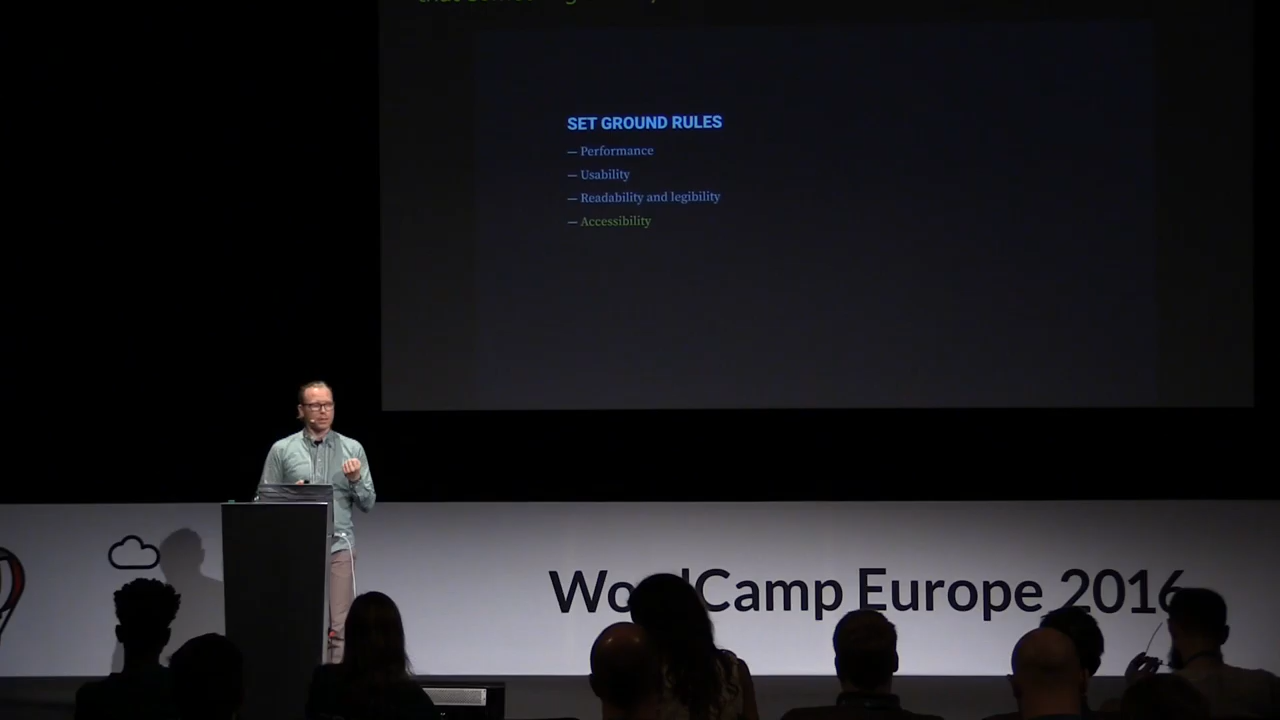 SET GROUND RULES
— Performance
— Usability
— Readability and legibility
— Accessibility
WordCamp Europe 2016